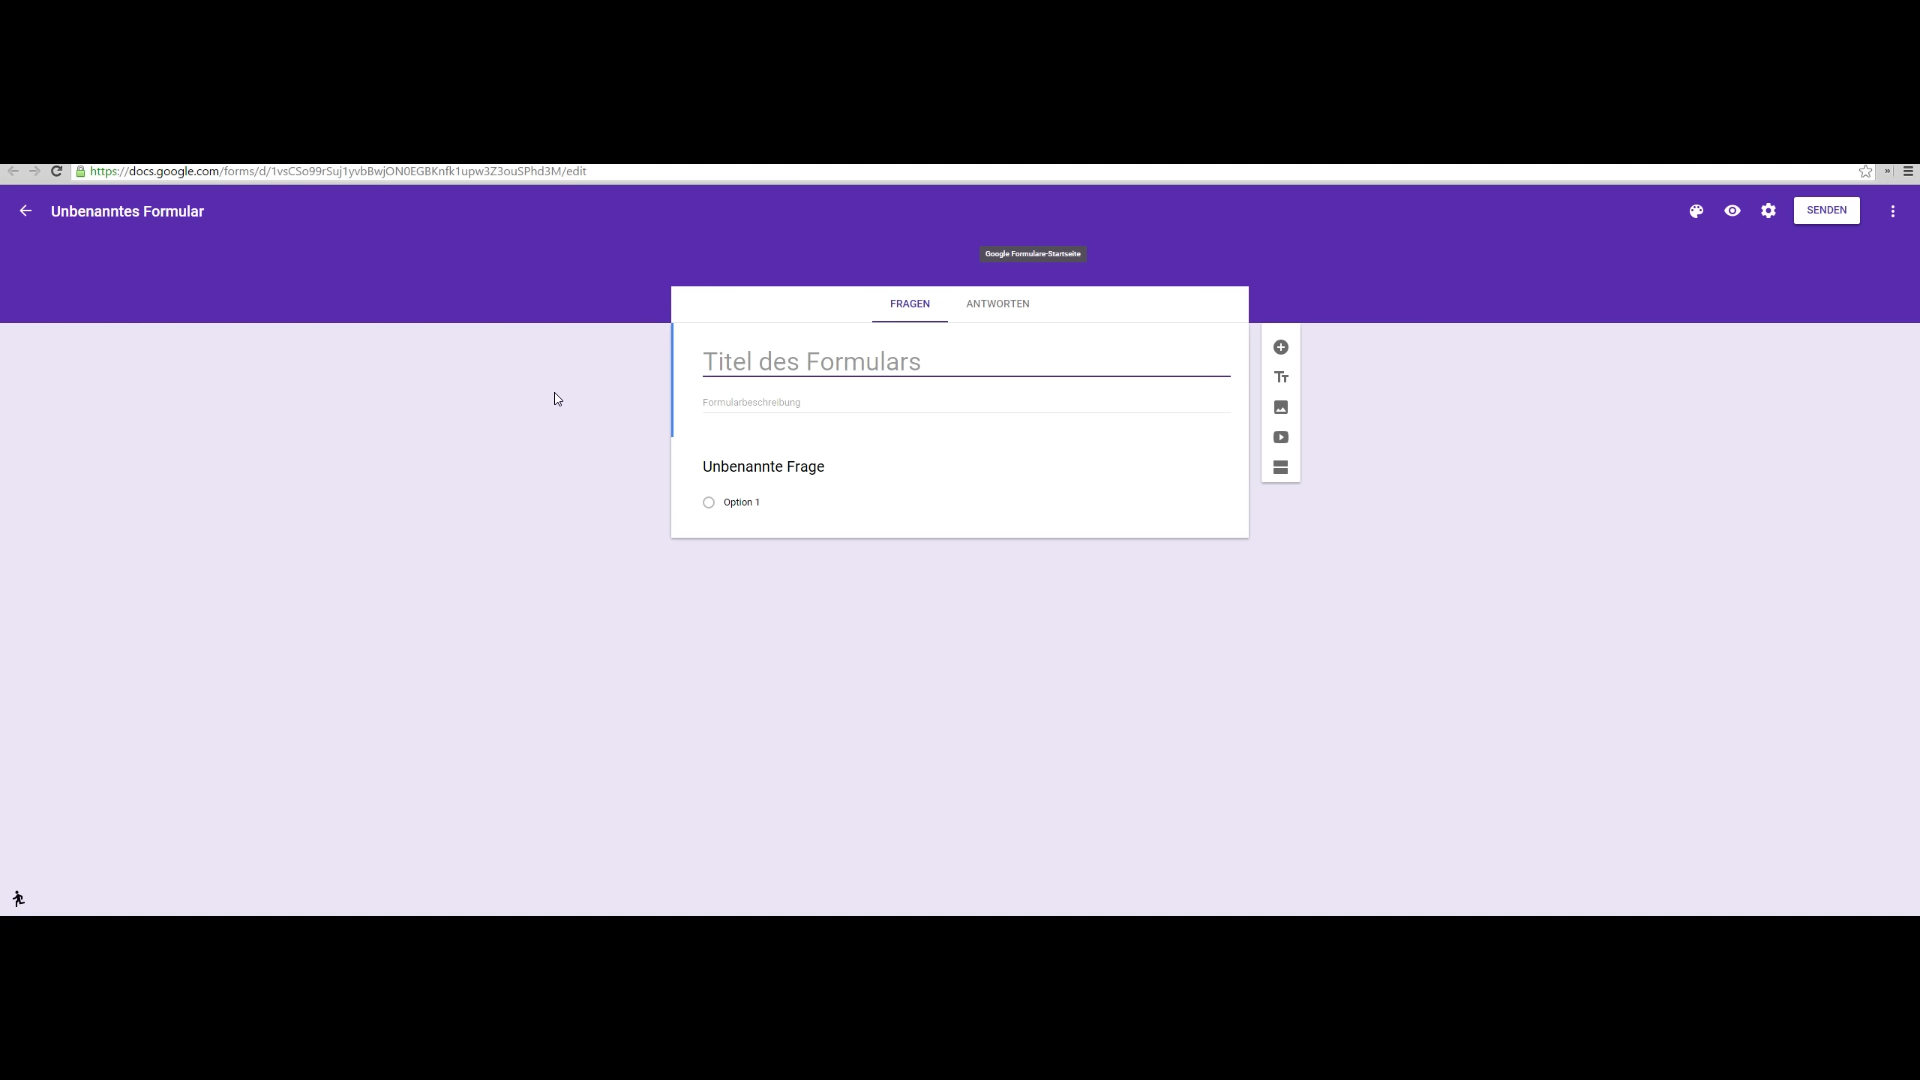 https://docs.google.com/forms/d/1vsCSo99rSuj1yvbBwjON0EGBKnfk1upw3Z3ouSPhd3M/edit
Unbenanntes Formular
SENDEN
Google Formulare-Startseite
FRAGEN ANTWORTEN
Titel des Formulars
Formularbeschreibung
Unbenannte Frage
Option 1